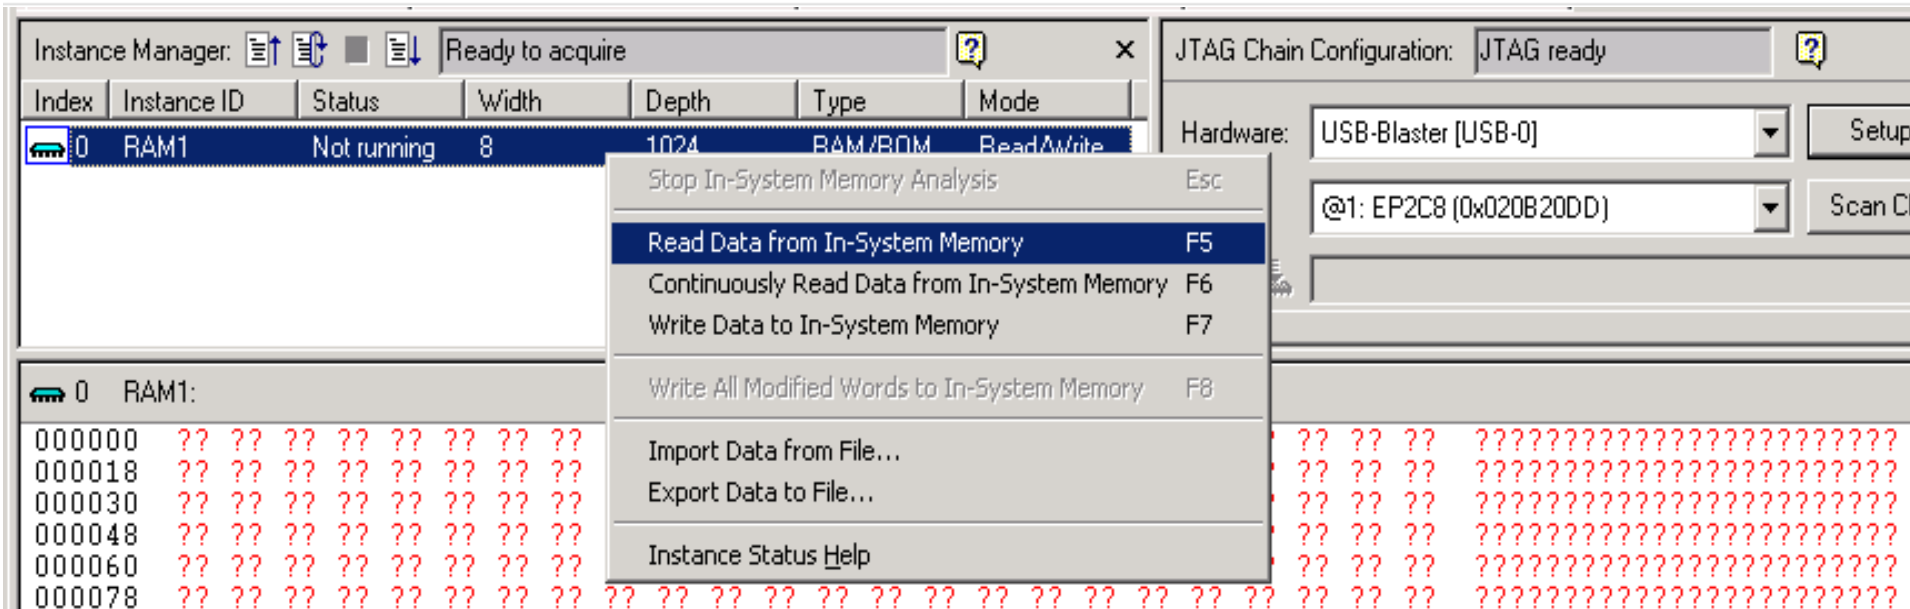 Instance Manager: Ready to acquire
JTAG Chain Configuration: JTAG ready
Index Instance ID Status Width Depth Type Mode
0 RAM1 Not running 8 1024 RAM/ROM Read/Write
Hardware: USB-Blaster [USB-0] Setup
@1: EP2C8 (0x020B20DD) Scan
Stop In-System Memory Analysis Esc
Read Data from In-System Memory F5
Continuously Read Data from In-System Memory F6
Write Data to In-System Memory F7
Write All Modified Words to In-System Memory F8
Import Data from File...
Export Data to File...
Instance Status Help
0 RAM1:
000000 ?? ?? ?? ?? ?? ?? ?? ?? ?? ?? ?? ????????????????????????
000018 ?? ?? ?? ?? ?? ?? ?? ?? ?? ?? ?? ????????????????????????
000030 ?? ?? ?? ?? ?? ?? ?? ?? ?? ?? ?? ????????????????????????
000048 ?? ?? ?? ?? ?? ?? ?? ?? ?? ?? ?? ????????????????????????
000060 ?? ?? ?? ?? ?? ?? ?? ?? ?? ?? ?? ????????????????????????
000078 ?? ?? ?? ?? ?? ?? ?? ?? ?? ?? ?? ?? ?? ?? ?? ?? ?? ?? ?? ?? ?? ?? ?? ?? ????????????????????????